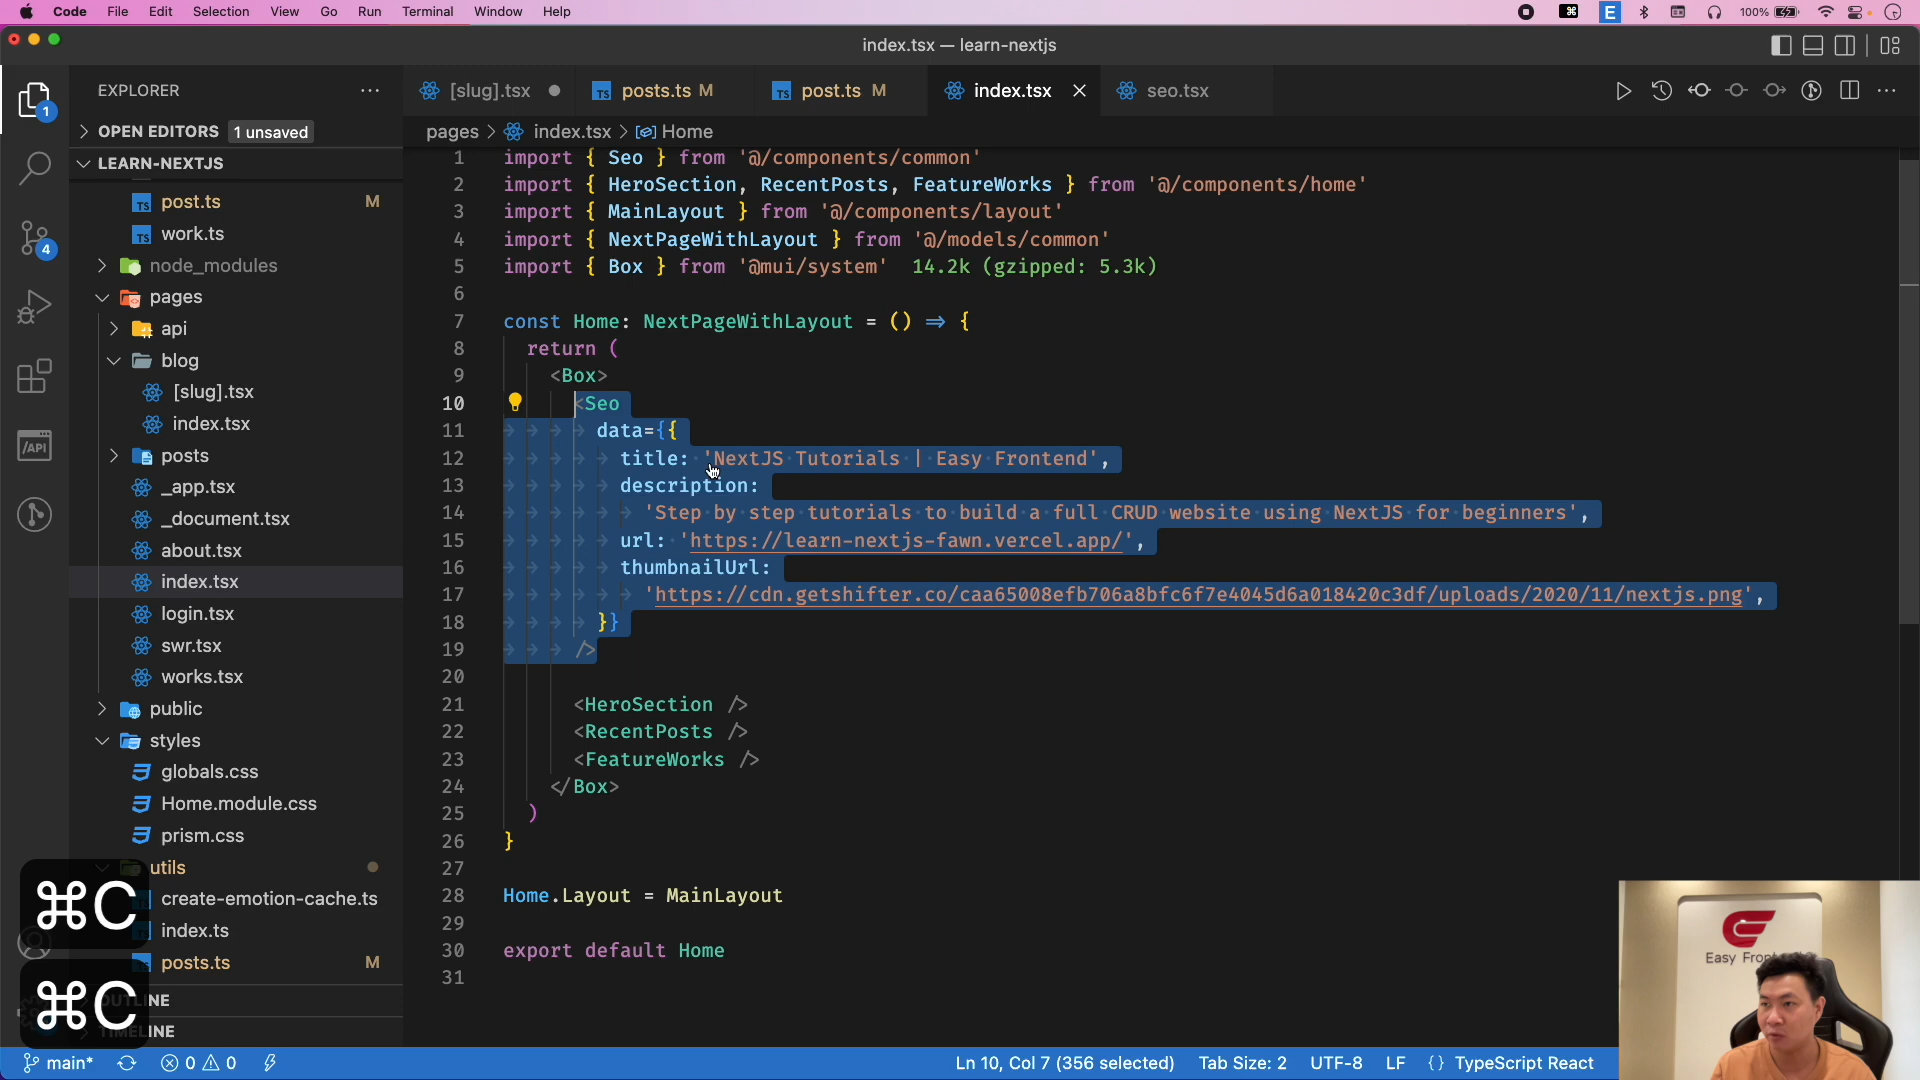 Code File Edit Selection View Go Run Terminal Window Help
E 100%
index.tsx — learn-nextjs
EXPLORER
1
OPEN EDITORS 1 unsaved
LEARN-NEXTJS
post.ts M
work.ts
node_modules
pages
api
blog
[slug].tsx
index.tsx
posts
_app.tsx
_document.tsx
about.tsx
index.tsx
login.tsx
swr.tsx
works.tsx
public
styles
globals.css
Home.module.css
prism.css
utils
create-emotion-cache.ts
index.ts
posts.ts M
TIMELINE
4
/API
⌘C
⌘C
[slug].tsx posts.ts M post.ts M index.tsx seo.tsx
pages > index.tsx > Home
1 import { Seo } from '@/components/common'
2 import { HeroSection, RecentPosts, FeatureWorks } from '@/components/home'
3 import { MainLayout } from '@/components/layout'
4 import { NextPageWithLayout } from '@/models/common'
5 import { Box } from '@mui/system' 14.2k (gzipped: 5.3k)
6
7 const Home: NextPageWithLayout = () => {
8 return (
9 <Box>
10 <Seo
11 data={{
12 title: 'NextJS Tutorials | Easy Frontend',
13 description:
14 'Step by step tutorials to build a full CRUD website using NextJS for beginners',
15 url: 'https://learn-nextjs-fawn.vercel.app/',
16 thumbnailUrl:
17 'https://cdn.getshifter.co/caa65008efb706a8bfc6f7e4045d6a018420c3df/uploads/2020/11/nextjs.png',
18 }}
19 />
20
21 <HeroSection />
22 <RecentPosts />
23 <FeatureWorks />
24 </Box>
25 )
26 }
27
28 Home.Layout = MainLayout
29
30 export default Home
31
Easy Fron
main* 0 0 Ln 10, Col 7 (356 selected) Tab Size: 2 UTF-8 LF {} TypeScript React